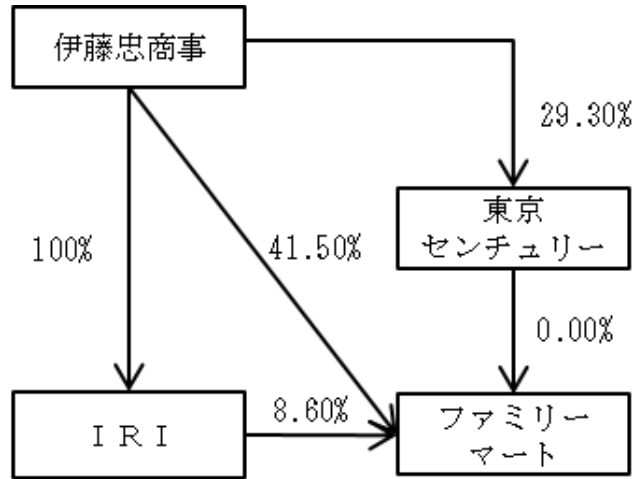 伊藤忠商事
29.30%
東京
センチュリー
100%
41.50%
0.00%
8.60%
ＩＲＩ
ファミリー
マート